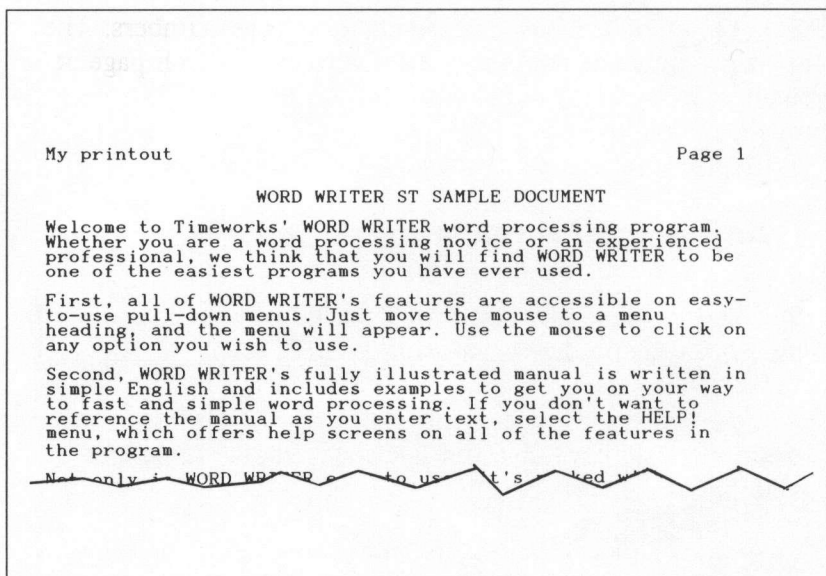 My printout Page 1
WORD WRITER ST SAMPLE DOCUMENT
Welcome to Timeworks' WORD WRITER word processing program.
Whether you are a word processing novice or an experienced
professional, we think that you will find WORD WRITER to be
one of the easiest programs you have ever used.
First, all of WORD WRITER's features are accessible on easy-
to-use pull-down menus. Just move the mouse to a menu
heading, and the menu will appear. Use the mouse to click on
any option you wish to use.
Second, WORD WRITER's fully illustrated manual is written in
simple English and includes examples to get you on your way
to fast and simple word processing. If you don't want to
reference the manual as you enter text, select the HELP!
menu, which offers help screens on all of the features in
the program.
Not only is WORD WRITER to